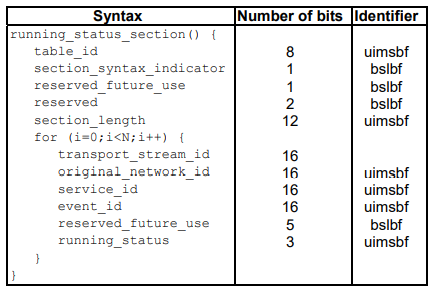 Syntax Number of bits Identifier
running_status_section() {
table_id 8 uimsbf
section_syntax_indicator 1 bslbf
reserved_future_use 1 bslbf
reserved 2 bslbf
section_length 12 uimsbf
for (i=0;i<N;i++) {
transport_stream_id 16
original_network_id 16 uimsbf
service_id 16 uimsbf
event_id 16 uimsbf
reserved_future_use 5 bslbf
running_status 3 uimsbf
}
}